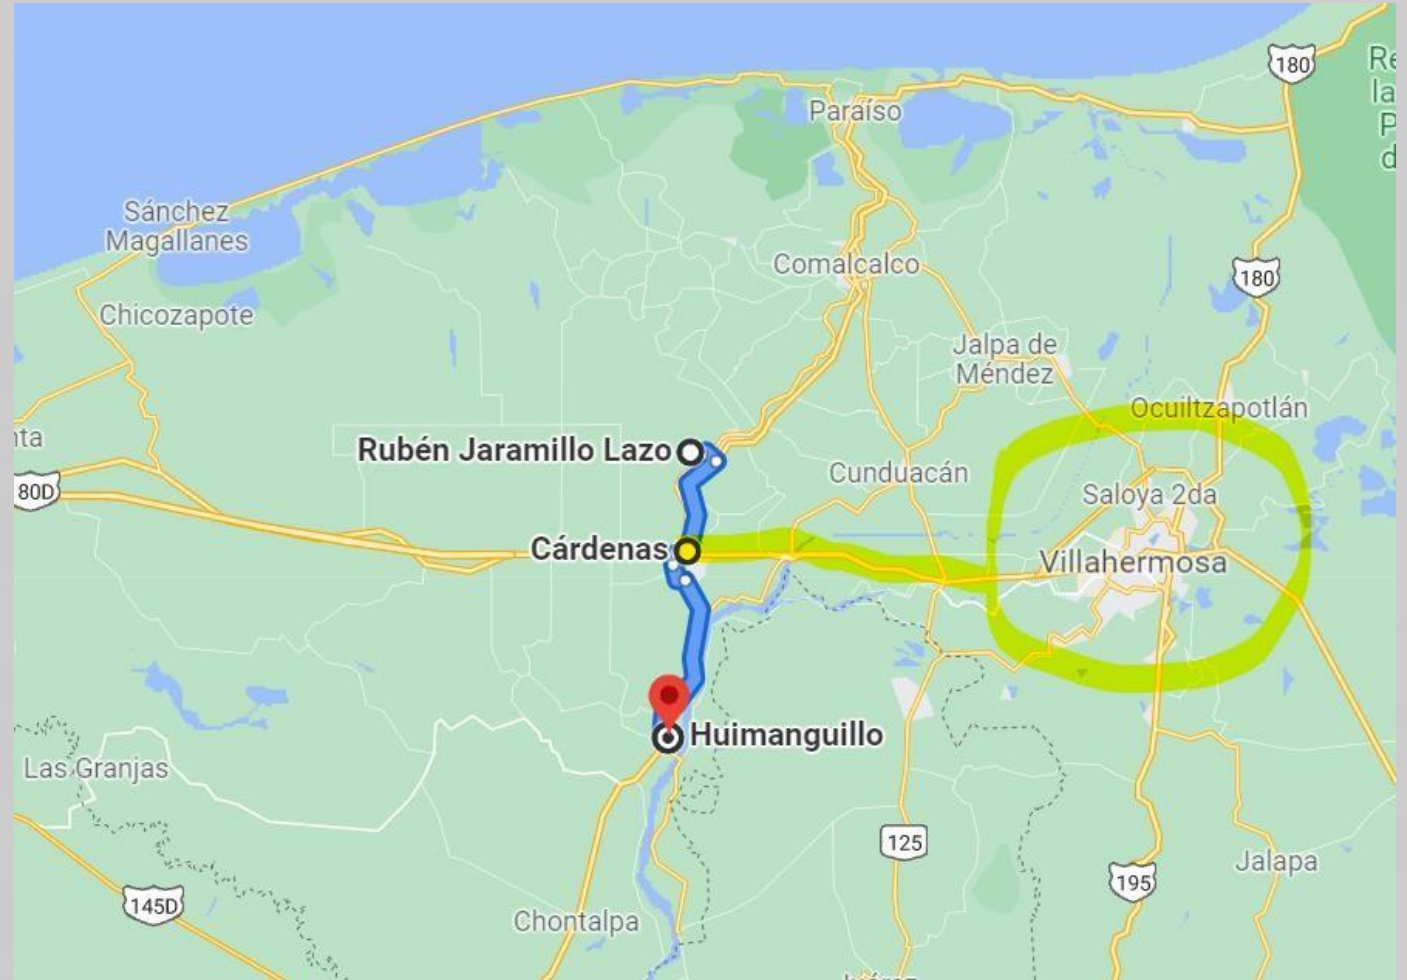 180
Paraíso
Sánchez
Magallanes
180
Comalcalco
Chicozapote
Jalpa de
Méndez
Ocuiltzapotlán
Rubén Jaramillo Lazo
Cunduacán
80D
Saloya 2da
Cárdenas
Villahermosa
Huimanguillo
Las Granjas
125
Jalapa
195
145D
Chontalpa